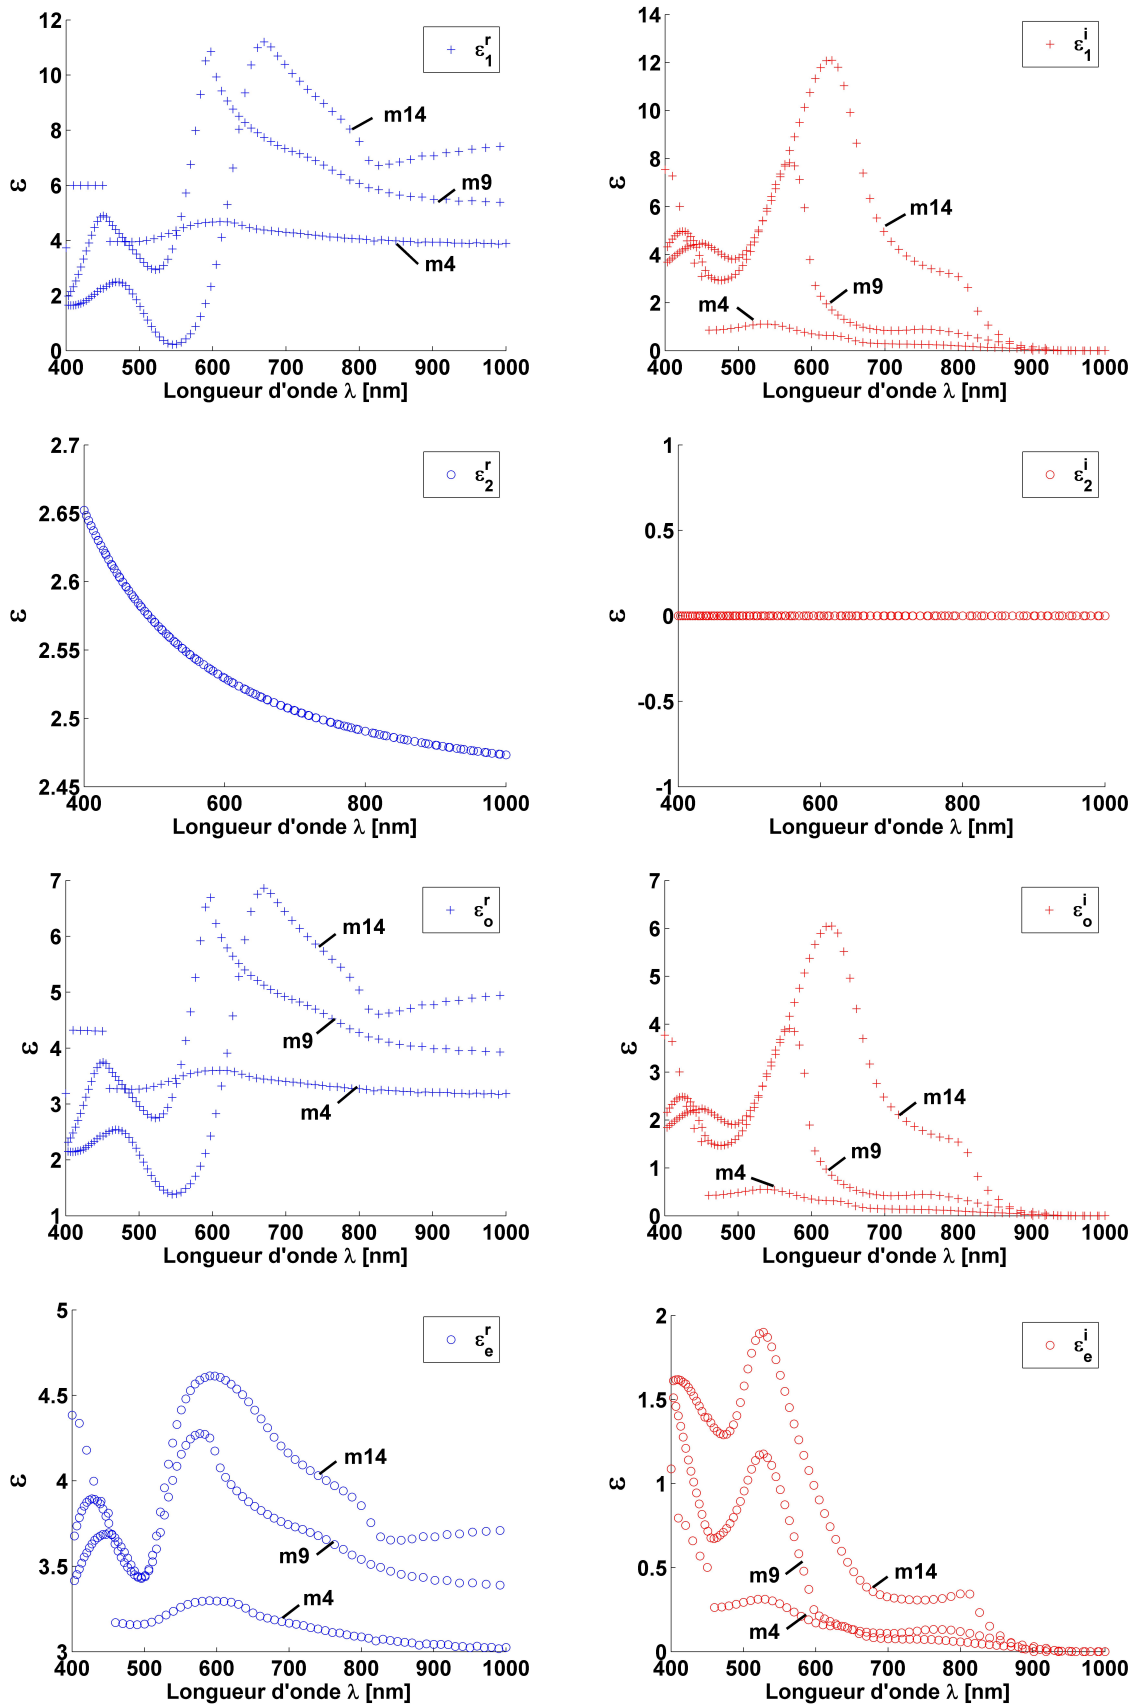 12
10
8
6
4
2
0
ε
ε₁ʳ
m14
m9
m4
400 500 600 700 800 900 1000
Longueur d'onde λ [nm]
14
12
10
8
6
4
2
0
ε
ε₁ⁱ
m14
m9
m4
400 500 600 700 800 900 1000
Longueur d'onde λ [nm]
2.7
2.65
2.6
2.55
2.5
2.45
ε
ε₂ʳ
400 600 800 1000
Longueur d'onde λ [nm]
1
0.5
0
-0.5
-1
ε
ε₂ⁱ
400 600 800 1000
Longueur d'onde λ [nm]
7
6
5
4
3
2
1
ε
εₒʳ
m14
m9
m4
400 500 600 700 800 900 1000
Longueur d'onde λ [nm]
7
6
5
4
3
2
1
0
ε
εₒⁱ
m14
m9
m4
400 500 600 700 800 900 1000
Longueur d'onde λ [nm]
5
4.5
4
3.5
3
ε
εₑʳ
m14
m9
m4
400 500 600 700 800 900 1000
Longueur d'onde λ [nm]
2
1.5
1
0.5
0
ε
εₑⁱ
m14
m9
m4
400 500 600 700 800 900 1000
Longueur d'onde λ [nm]